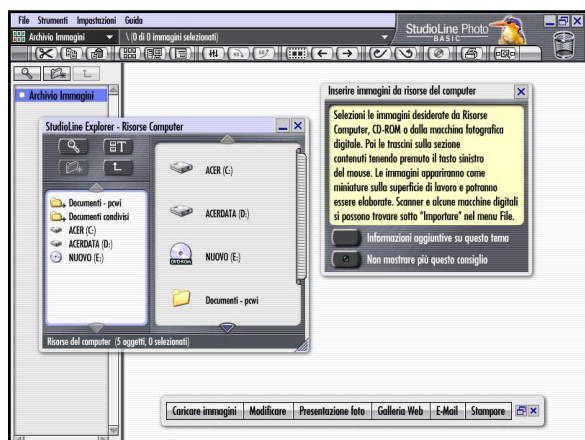 File Strumenti Impostazioni Guida
StudioLine Photo
BASIC
Archivio Immagini
\ (0 di 0 immagini selezionati)
Archivio Immagini
StudioLine Explorer - Risorse Computer
Documenti - pcwi
Documenti condivisi
ACER (C:)
ACERDATA (D:)
NUOVO (E:)
ACER (C:)
ACERDATA (D:)
DVD-ROM
NUOVO (E:)
Documenti - pcwi
Risorse del computer (5 oggetti, 0 selezionati)
Inserire immagini da risorse del computer
Selezioni le immagini desiderate da Risorse
Computer, CD-ROM o dalla macchina fotografica
digitale. Poi le trascini sulla sezione
contenuti tenendo premuto il tasto sinistro
del mouse. Le immagini appariranno come
miniature sulla superficie di lavoro e potranno
essere elaborate. Scanner e alcune macchine digitali
si possono trovare sotto "Importare" nel menu File.
Informazioni aggiuntive su questo tema
Non mostrare più questo consiglio
Caricare immagini Modificare Presentazione foto Galleria Web E-Mail Stampare